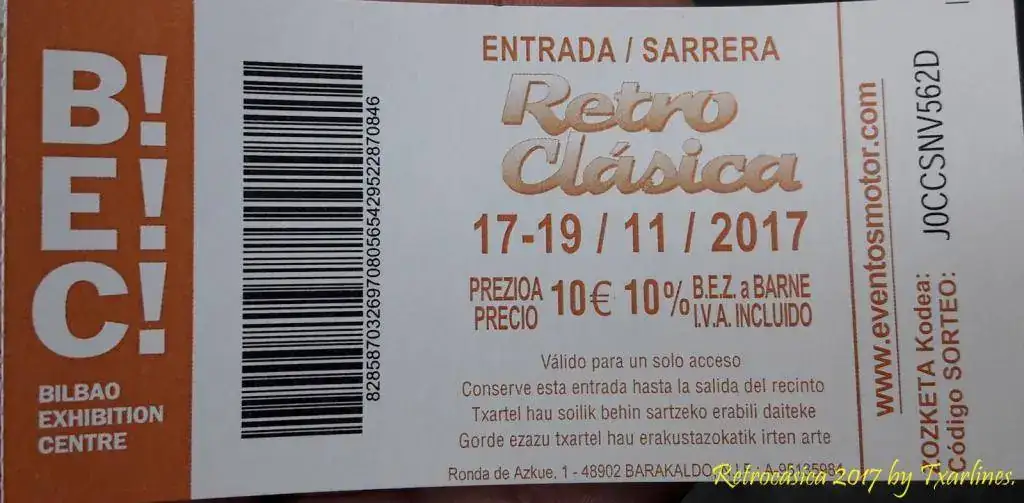 B!
E!
C!
BILBAO
EXHIBITION
CENTRE
828587032697080565429522870846
ENTRADA / SARRERA
Retro
Clásica
17-19 / 11 / 2017
PREZIOA 10€ 10% B.E.Z. a BARNE
PRECIO I.V.A. INCLUIDO
Válido para un solo acceso
Conserve esta entrada hasta la salida del recinto
Txartel hau soilik behin sartzeko erabili daiteke
Gorde ezazu txartel hau erakustazokatik irten arte
Ronda de Azkue, 1 - 48902 BARAKALDO
www.eventosmotor.com
KOZKETA Kodea:
Código SORTEO: J0CCSNV562D
Retrocásica 2017 by Txarlines.